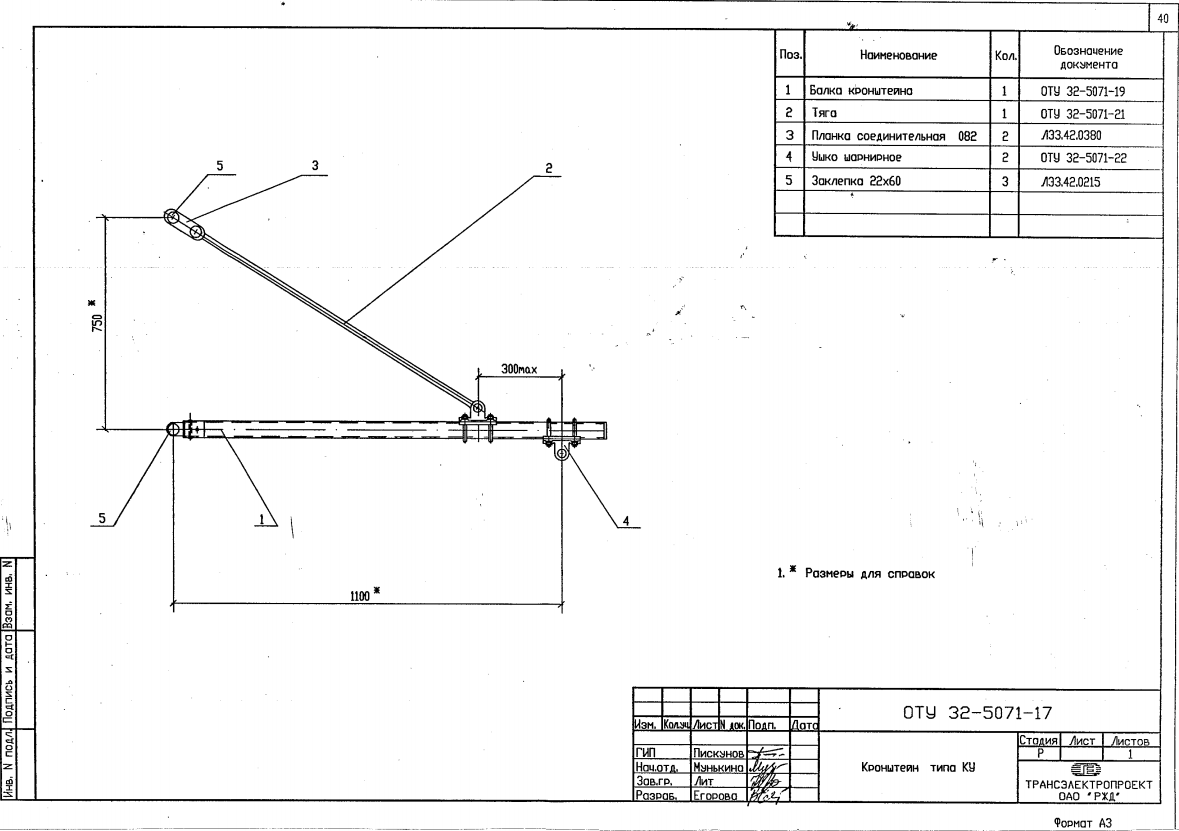 40
Поз. Наименование Кол. Обозначение документа
1 Балка кронштейна 1 ОТУ 32-5071-19
2 Тяга 1 ОТУ 32-5071-21
3 Планка соединительная 082 2 ЛЭЗ.42.0380
4 Ушко шарнирное 2 ОТУ 32-5071-22
5 Заклепка 22х60 3 ЛЭЗ.42.0215
5
3
2
750 *
300max
5
1
4
1100 *
1. * Размеры для справок
Взам. инв. N
Подпись и дата
Инв. N подл.
ОТУ 32-5071-17
Изм. Кол.уч Лист N док. Подп. Дата
ГИП Пискунов
Нач.отд. Мунькина
Зав.гр. Лит
Разраб. Егорова
Кронштейн типа КУ
Стадия Лист Листов
Р 1
ТРАНСЭЛЕКТРОПРОЕКТ
ОАО "РЖД"
Формат А3